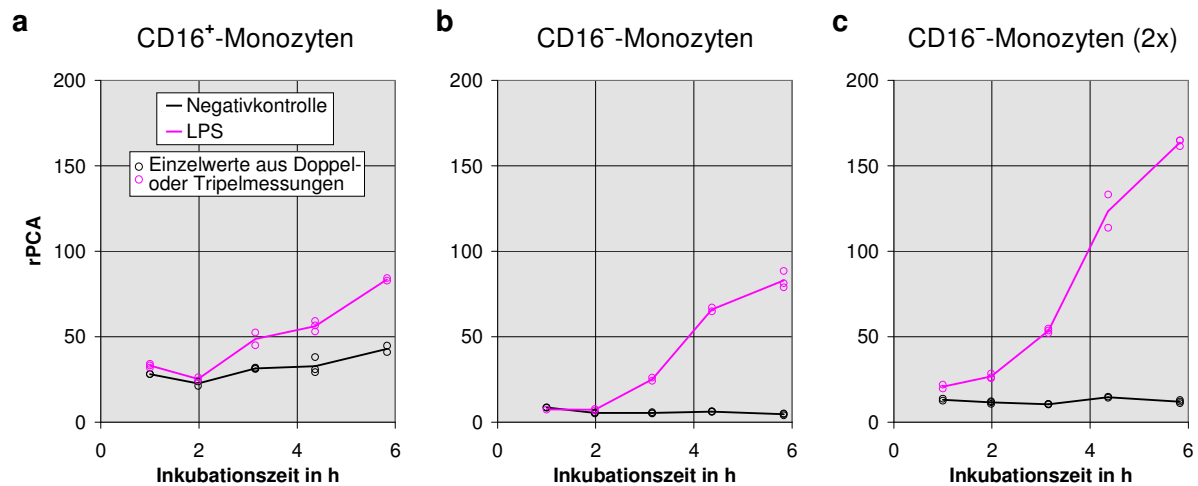 a
CD16⁺-Monozyten
200
150
100
50
0
rPCA
Negativkontrolle
LPS
Einzelwerte aus Doppel-
oder Tripelmessungen
0 2 4 6
Inkubationszeit in h
b
CD16⁻-Monozyten
200
150
100
50
0
0 2 4 6
Inkubationszeit in h
c
CD16⁻-Monozyten (2x)
200
150
100
50
0
0 2 4 6
Inkubationszeit in h